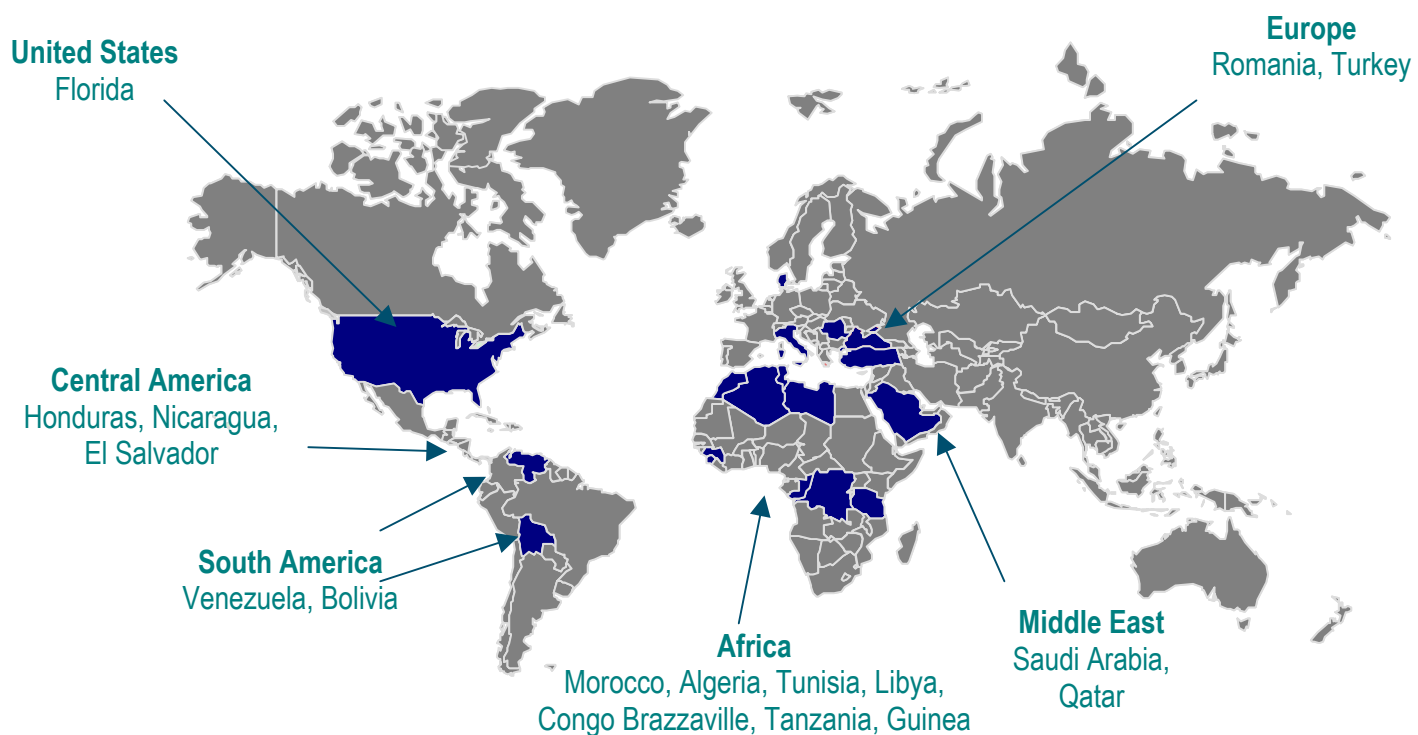 United States
Florida
Europe
Romania, Turkey
Central America
Honduras, Nicaragua,
El Salvador
South America
Venezuela, Bolivia
Africa
Morocco, Algeria, Tunisia, Libya,
Congo Brazzaville, Tanzania, Guinea
Middle East
Saudi Arabia,
Qatar